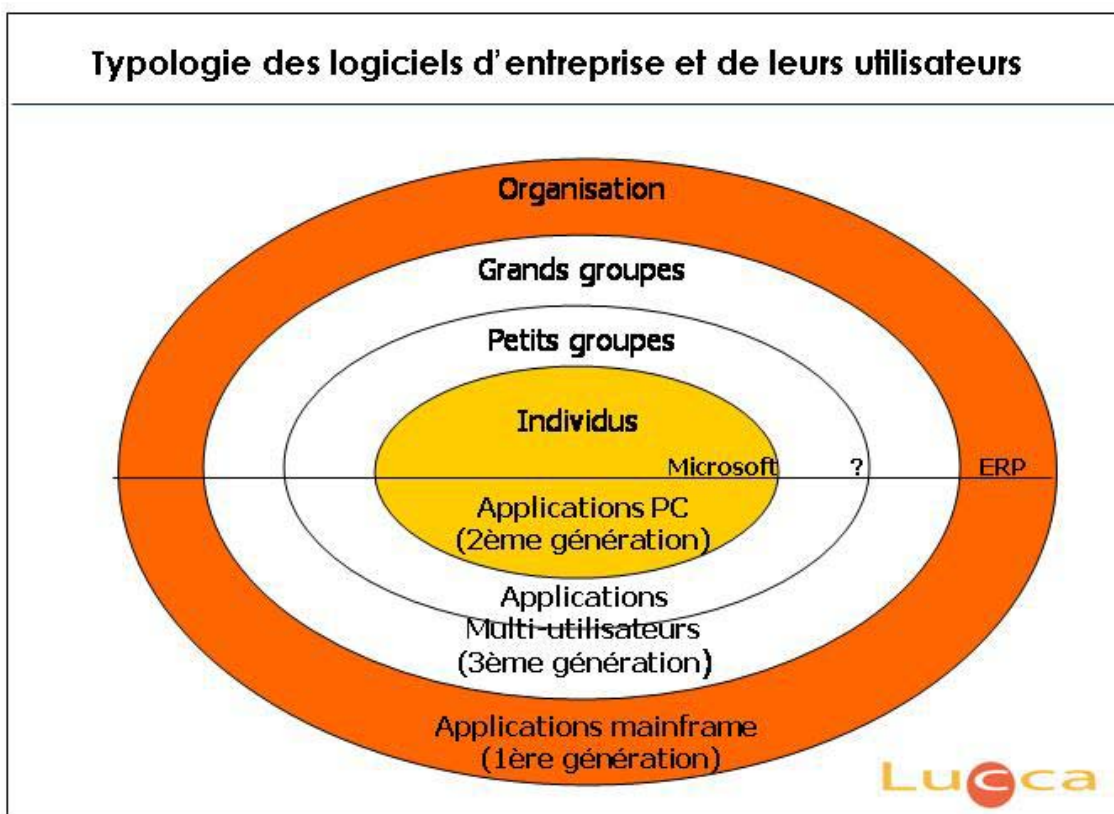 Typologie des logiciels d'entreprise et de leurs utilisateurs
Organisation
Grands groupes
Petits groupes
Individus
Microsoft ? ERP
Applications PC
(2ème génération)
Applications
Multi-utilisateurs
(3ème génération)
Applications mainframe
(1ère génération)
Lucca